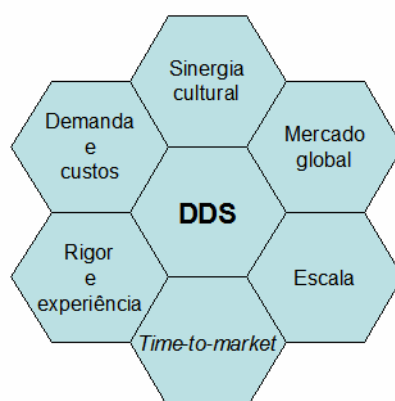 Sinergia
cultural
Demanda
e
custos
Mercado
global
DDS
Rigor
e
experiência
Escala
Time-to-market